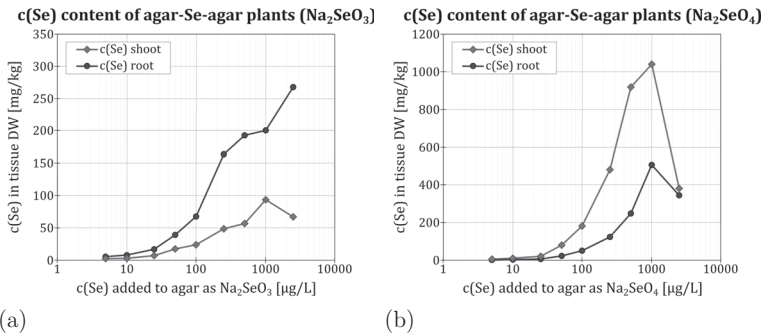 c(Se) content of agar-Se-agar plants (Na₂SeO₃)
350
300
250
200
150
100
50
0
c(Se) in tissue DW [mg/kg]
c(Se) shoot
c(Se) root
1
10
100
1000
10000
c(Se) added to agar as Na₂SeO₃ [µg/L]
(a)
c(Se) content of agar-Se-agar plants (Na₂SeO₄)
1200
1000
800
600
400
200
0
c(Se) in tissue DW [mg/kg]
c(Se) shoot
c(Se) root
1
10
100
1000
10000
c(Se) added to agar as Na₂SeO₄ [µg/L]
(b)